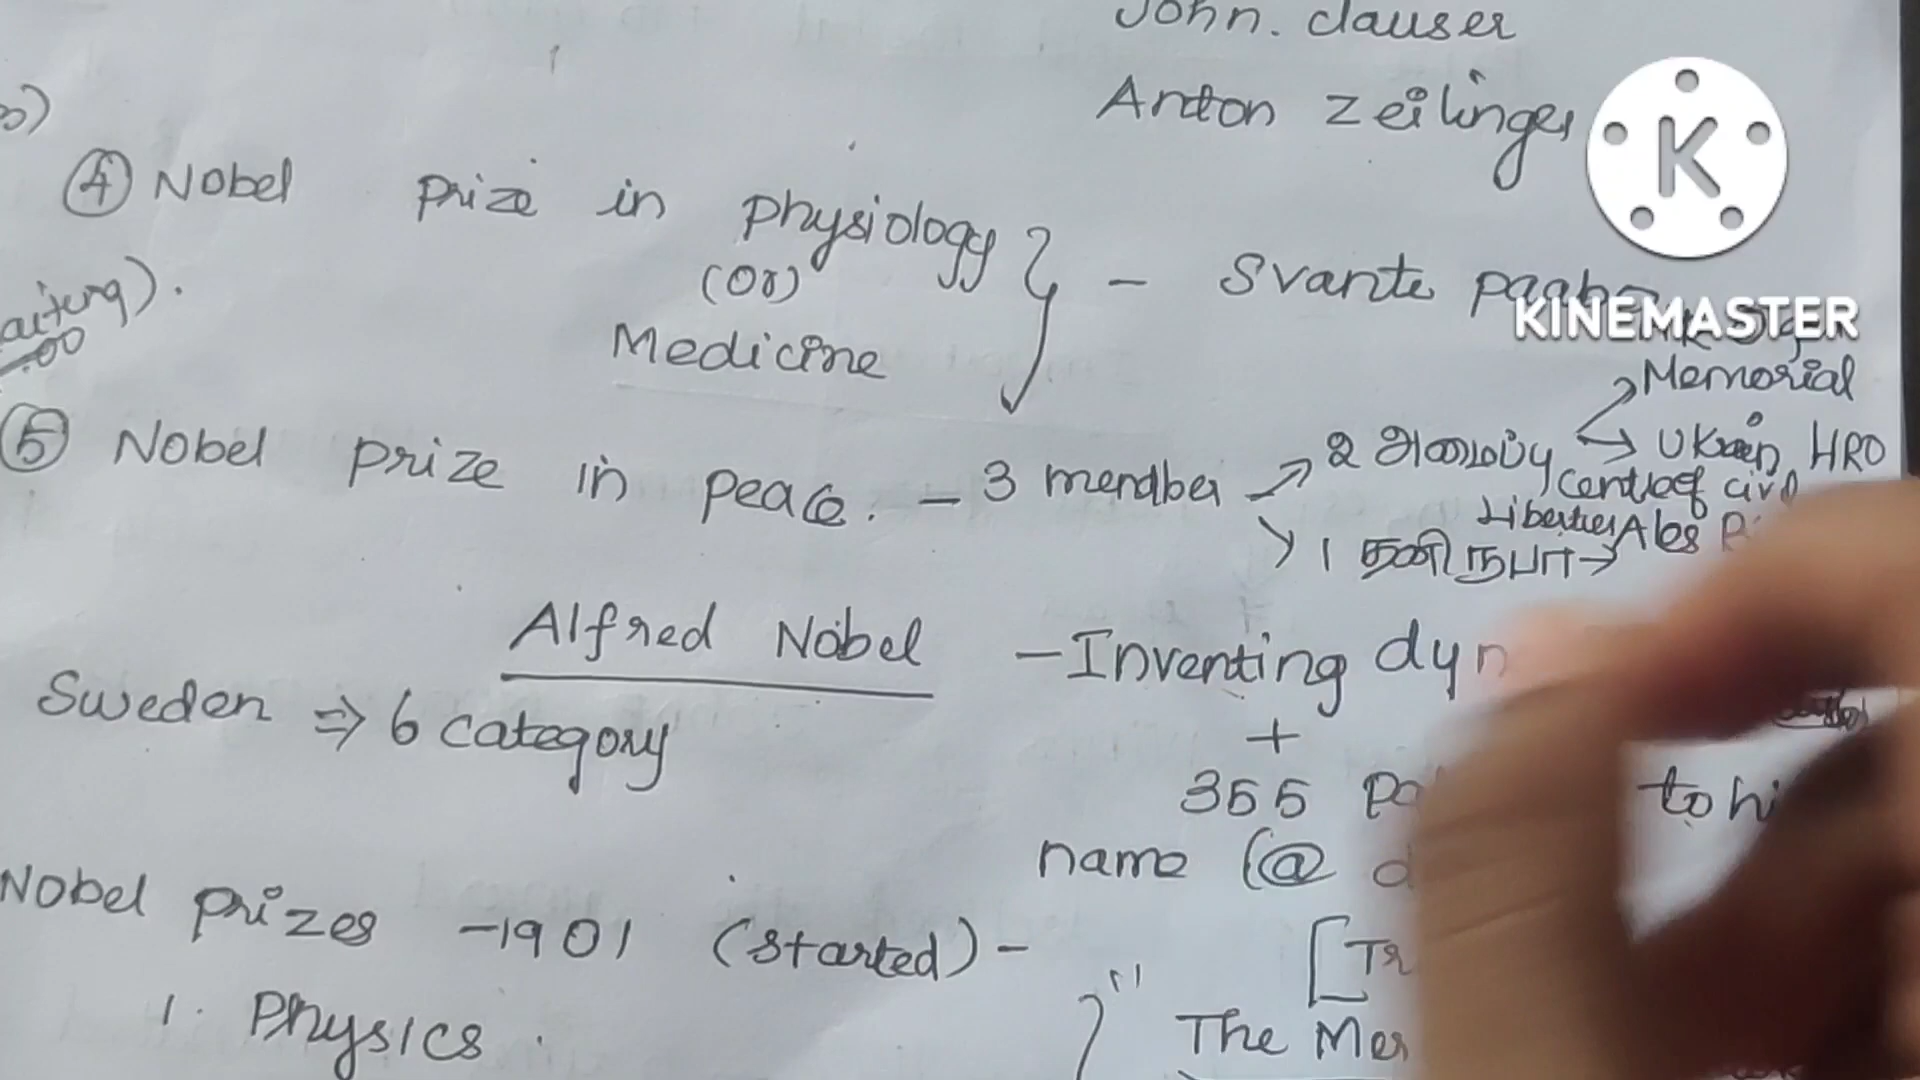 John. clauser
Anton Zeilinger
④ Nobel prize in physiology
(or)
Medicine
- Svante paabo
KINEMASTER
Memorial
⑤ Nobel prize in peace. - 3 member
2 அமைப்பு
Ukrain HRO
Centre of civil
Liberties
1 தனி நபர் → Ales
Alfred Nobel - Inventing
Sweden ⇒ 6 category
+
355
to
name (@
Nobel prizes - 1901 (started) -
1. Physics.
The